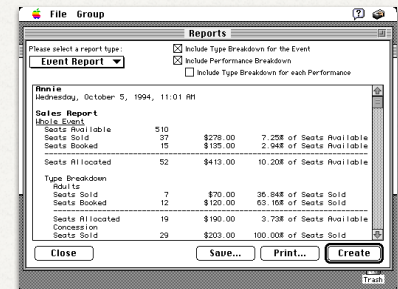 File Group
Reports
Please select a report type:
Event Report
Include Type Breakdown for the Event
Include Performance Breakdown
Include Type Breakdown for each Performance
Annie
Wednesday, October 5, 1994, 11:01 AM
Sales Report
Whole Event
Seats Available 510
Seats Sold 37 $278.00 7.25% of Seats Available
Seats Booked 15 $135.00 2.94% of Seats Available
Seats Allocated 52 $413.00 10.20% of Seats Available
Type Breakdown
Adults
Seats Sold 7 $70.00 36.84% of Seats Sold
Seats Booked 12 $120.00 63.16% of Seats Sold
Seats Allocated 19 $190.00 3.73% of Seats Available
Concession
Seats Sold 29 $203.00 100.00% of Seats Sold
Close
Save...
Print...
Create
Trash